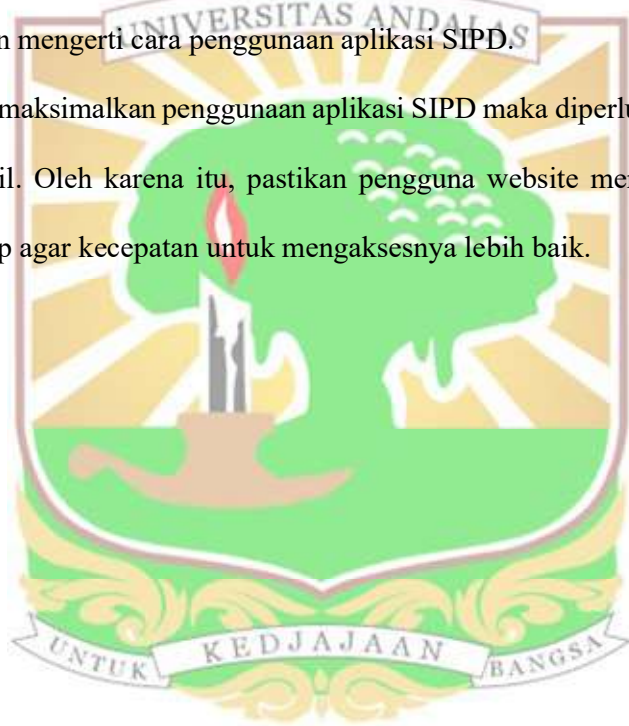 UNIVERSITAS ANDALAS
n mengerti cara penggunaan aplikasi SIPD.
maksimalkan penggunaan aplikasi SIPD maka diperlu
il. Oleh karena itu, pastikan pengguna website mem
p agar kecepatan untuk mengaksesnya lebih baik.
UNTUK KEDJAJAAN BANGSA